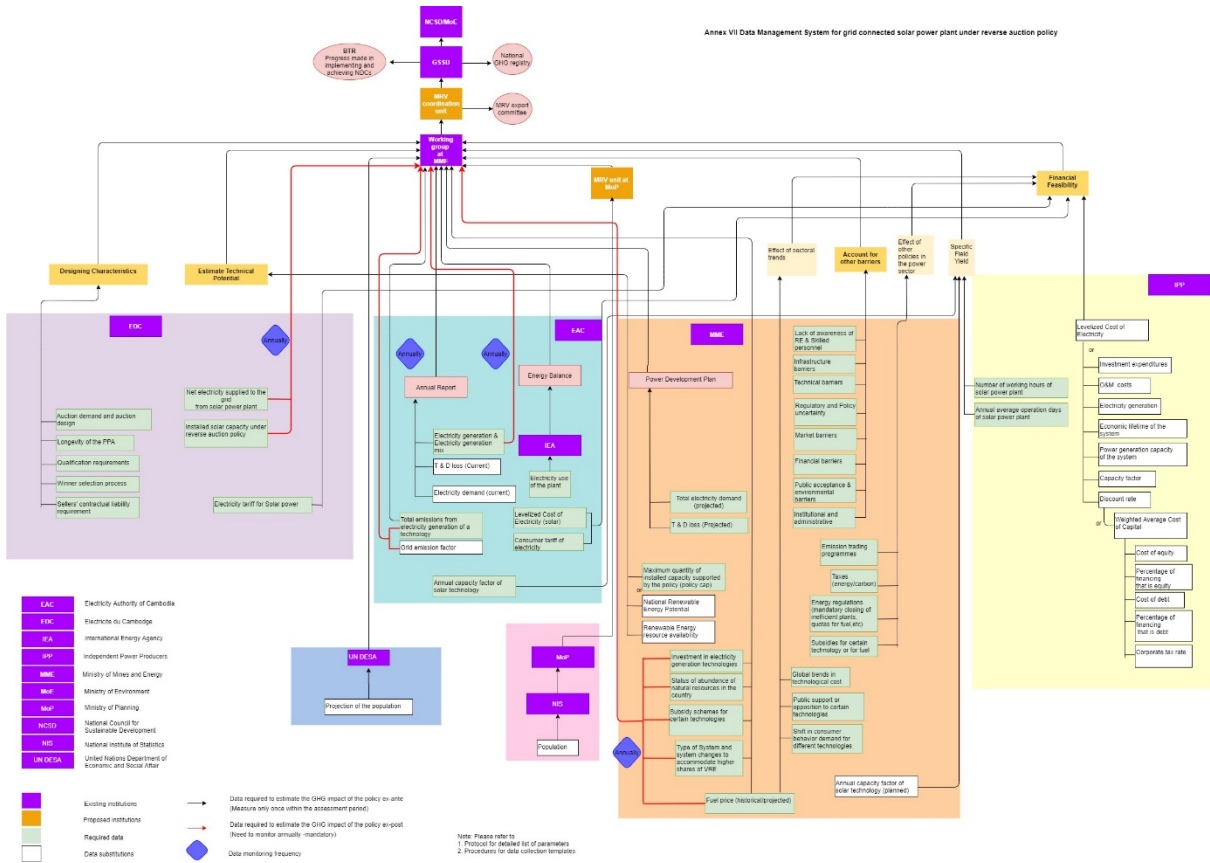 Annex VII Data Management System for grid connected solar power plant under reverse auction policy
NCSD/MoE
BTR
Progress made in
implementing and
achieving NDCs
GSSD
National
GHG registry
MRV
coordination
unit
MRV expert
committee
Working
group
at
MME
MRV unit at
MoP
Financial
Feasibility
Designing Characteristics
Estimate Technical
Potential
Effect of sectoral
trends
Account for
other barriers
Effect of
other
policies in
the power
sector
Specific
Field
Yield
EDC
Annually
Net electricity supplied to the
grid
from solar power plant
Installed solar capacity under
reverse auction policy
Auction demand and auction
design
Longevity of the PPA
Qualification requirements
Winner selection process
Sellers' contractual liability
requirement
Electricity tariff for Solar power
EAC
Annually
Annually
Annual Report
Energy Balance
Electricity generation &
Electricity generation
mix
T & D loss (Current)
Electricity demand (current)
IEA
Electricity use
of the plant
Total emissions from
electricity generation of a
technology
Grid emission factor
Levelized Cost of
Electricity (solar)
Consumer tariff of
electricity
Annual capacity factor of
solar technology
MME
Power Development Plan
Total electricity demand
(projected)
T & D loss (Projected)
Lack of awareness of
RE & Skilled
personnel
Infrastructure
barriers
Technical barriers
Regulatory and Policy
uncertainty
Market barriers
Financial barriers
Public acceptance &
environmental
barriers
Institutional and
administrative
Maximum quantity of
installed capacity supported
by the policy (policy cap)
or
National Renewable
Energy Potential
Renewable Energy
resource availability
Emission trading
programmes
Taxes
(energy/carbon)
Energy regulations
(mandatory closing of
inefficient plants,
quotas for fuel,etc)
Subsidies for certain
technology or for fuel
Investment in electricity
generation technologies
Status of abundance of
natural resources in the
country
Subsidy schemes for
certain technologies
Annually
Type of System and
system changes to
accommodate higher
shares of VRE
Fuel price (historical/projected)
Global trends in
technological cost
Public support or
opposition to certain
technologies
Shift in consumer
behavior demand for
different technologies
Annual capacity factor of
solar technology (planned)
IPP
Number of working hours of
solar power plant
Annual average operation days
of solar power plant
Levelized Cost of
Electricity
or
Investment expenditures
O&M costs
Electricity generation
Economic lifetime of the
system
Power generation capacity
of the system
Capacity factor
Discount rate
or
Weighted Average Cost
of Capital
Cost of equity
Percentage of
financing
that is equity
Cost of debt
Percentage of
financing
that is debt
Corporate tax rate
UN DESA
Projection of the population
MoP
NIS
Population
EAC Electricity Authority of Cambodia
EDC Electricite du Cambodge
IEA International Energy Agency
IPP Independent Power Producers
MME Ministry of Mines and Energy
MoE Ministry of Environment
MoP Ministry of Planning
NCSD National Council for
Sustainable Development
NIS National Institute of Statistics
UN DESA United Nations Department of
Economic and Social Affair
Existing institutions
Proposed institutions
Required data
Data substitutions
Data required to estimate the GHG impact of the policy ex-ante
(Measure only once within the assessment period)
Data required to estimate the GHG impact of the policy ex-post
(Need to monitor annually -mandatory)
Data monitoring frequency
Note: Please refer to
1. Protocol for detailed list of parameters
2. Procedures for data collection templates